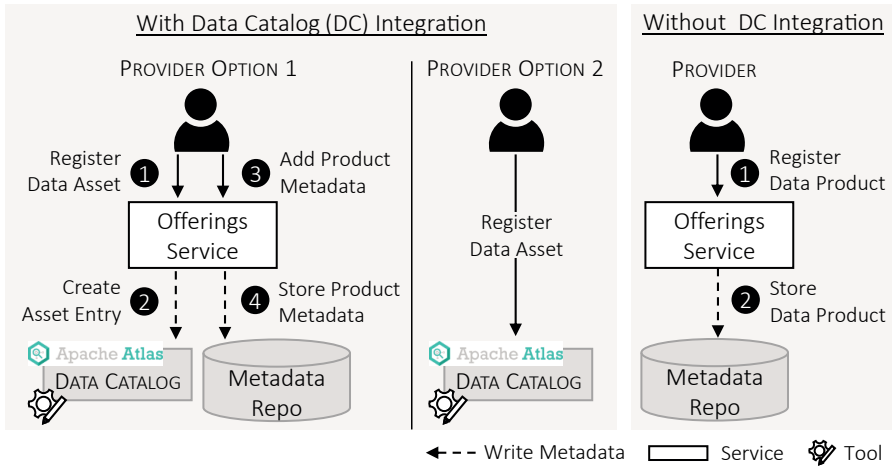 With Data Catalog (DC) Integration
Without DC Integration
PROVIDER OPTION 1
PROVIDER OPTION 2
PROVIDER
Register
Data Asset
1
3
Add Product
Metadata
Offerings
Service
Create
Asset Entry
2
4
Store Product
Metadata
Apache Atlas
DATA CATALOG
Metadata
Repo
Register
Data Asset
Apache Atlas
DATA CATALOG
1
Register
Data Product
Offerings
Service
2
Store
Data Product
Metadata
Repo
Write Metadata
Service
Tool